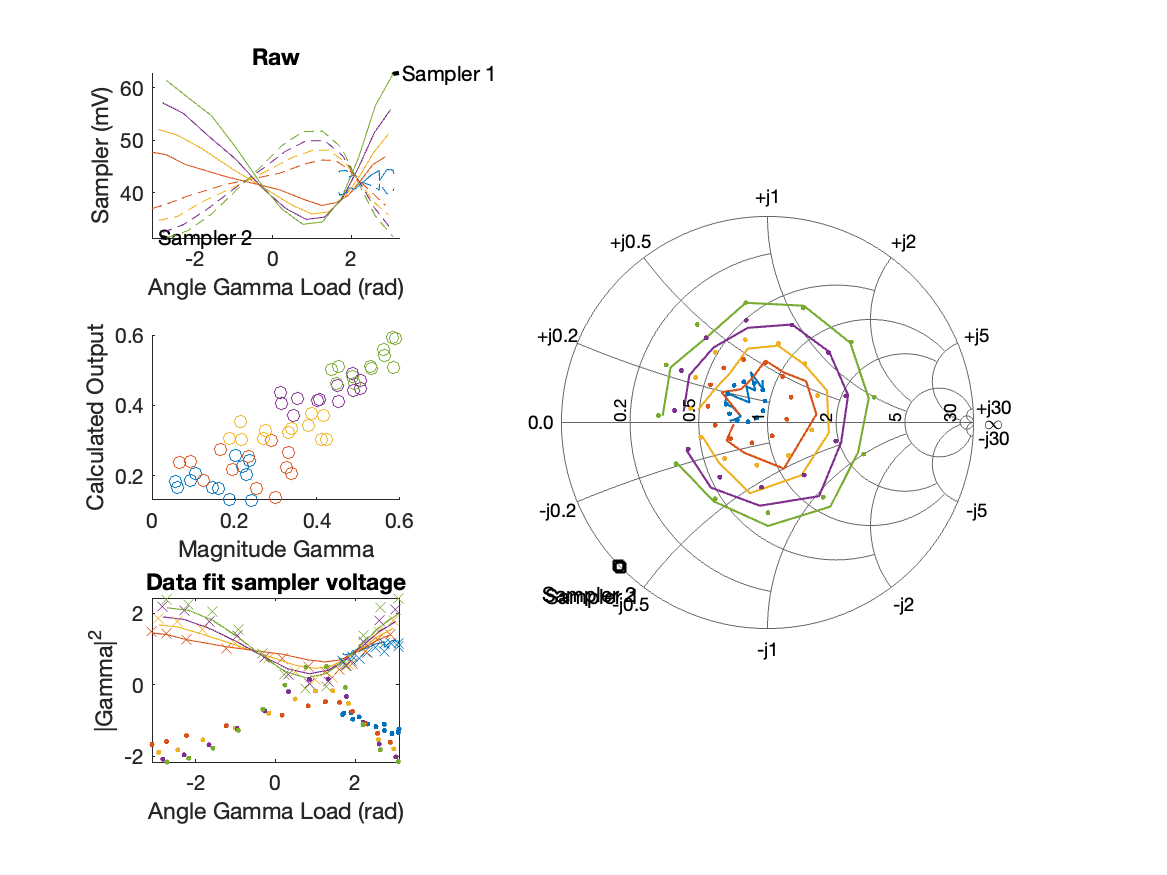 Raw
Sampler (mV)
60
50
40
Sampler 1
Sampler 2
-2
0
2
Angle Gamma Load (rad)
Calculated Output
0.6
0.4
0.2
0
0.2
0.4
0.6
Magnitude Gamma
Data fit sampler voltage
|Gamma|2
2
0
-2
-2
0
2
Angle Gamma Load (rad)
+j1
+j0.5
+j2
+j0.2
+j5
0.0
0.2
0.5
1
2
5
30
+j30
∞
-j30
-j0.2
-j5
Sampler 2
Sampler 1
-j0.5
-j2
-j1